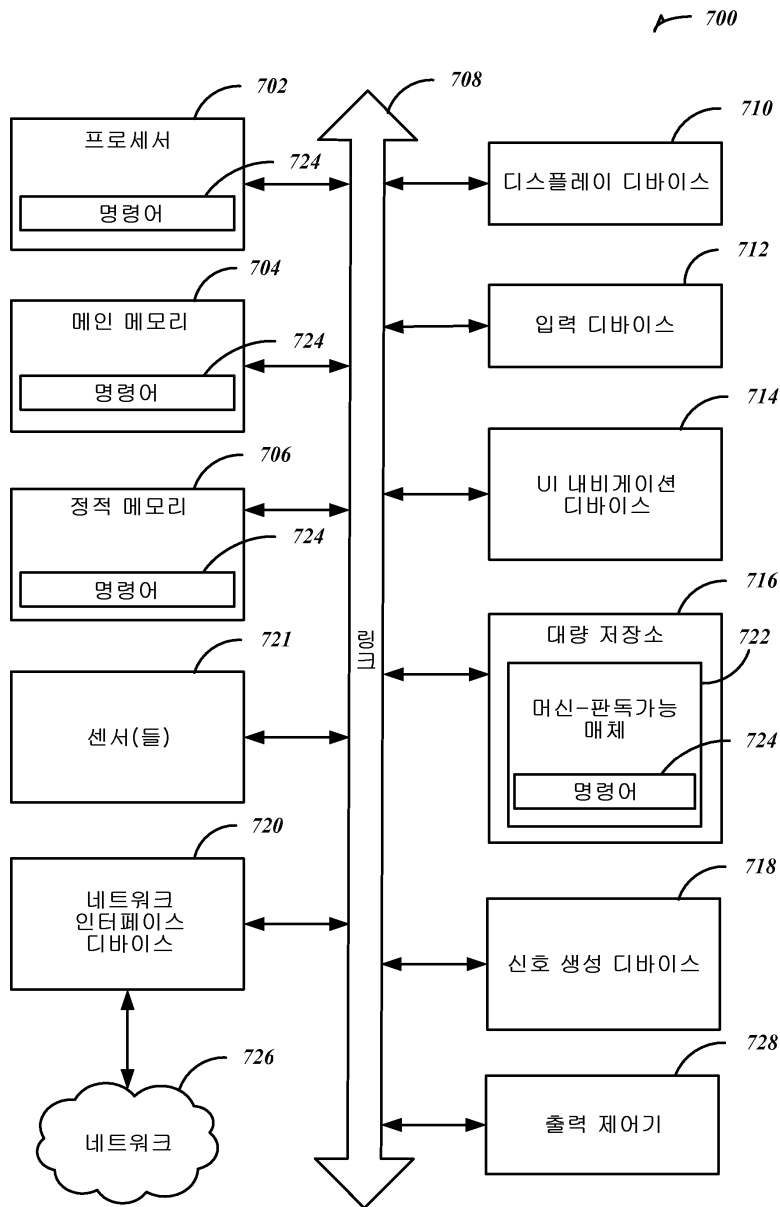 700
702
프로세서
724
명령어
704
메인 메모리
724
명령어
706
정적 메모리
724
명령어
721
센서(들)
720
네트워크
인터페이스
디바이스
726
네트워크
708
링크
710
디스플레이 디바이스
712
입력 디바이스
714
UI 내비게이션
디바이스
716
대량 저장소
722
머신-판독가능
매체
724
명령어
718
신호 생성 디바이스
728
출력 제어기